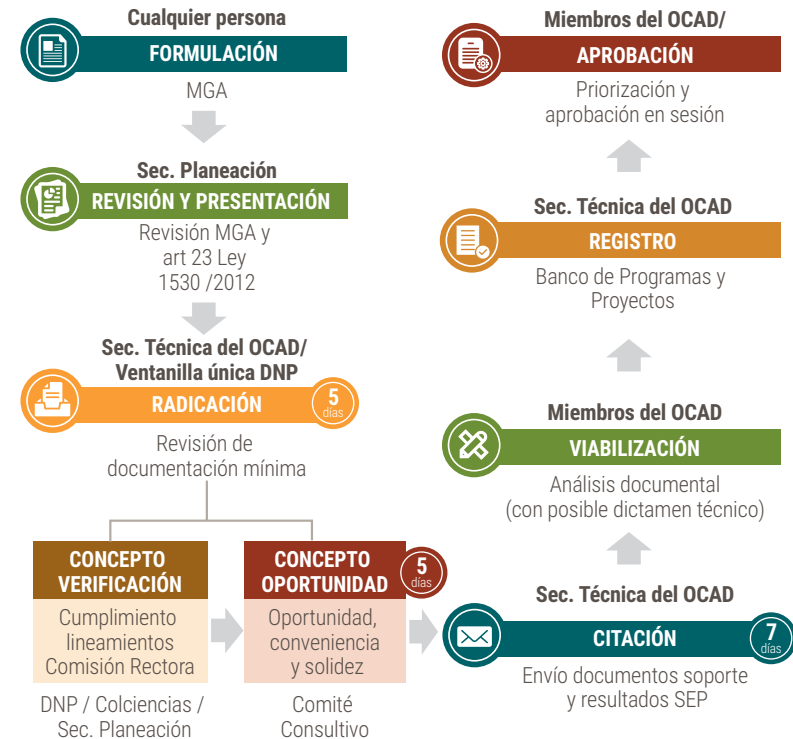 Cualquier persona
FORMULACIÓN
MGA
Sec. Planeación
REVISIÓN Y PRESENTACIÓN
Revisión MGA y
art 23 Ley
1530 /2012
Sec. Técnica del OCAD/
Ventanilla única DNP
RADICACIÓN
5
días
Revisión de
documentación mínima
CONCEPTO
VERIFICACIÓN
Cumplimiento
lineamientos
Comisión Rectora
DNP / Colciencias /
Sec. Planeación
CONCEPTO
OPORTUNIDAD
5
días
Oportunidad,
conveniencia
y solidez
Comité
Consultivo
Sec. Técnica del OCAD
CITACIÓN
7
días
Envío documentos soporte
y resultados SEP
Miembros del OCAD
VIABILIZACIÓN
Análisis documental
(con posible dictamen técnico)
Sec. Técnica del OCAD
REGISTRO
Banco de Programas y
Proyectos
Miembros del OCAD/
APROBACIÓN
Priorización y
aprobación en sesión